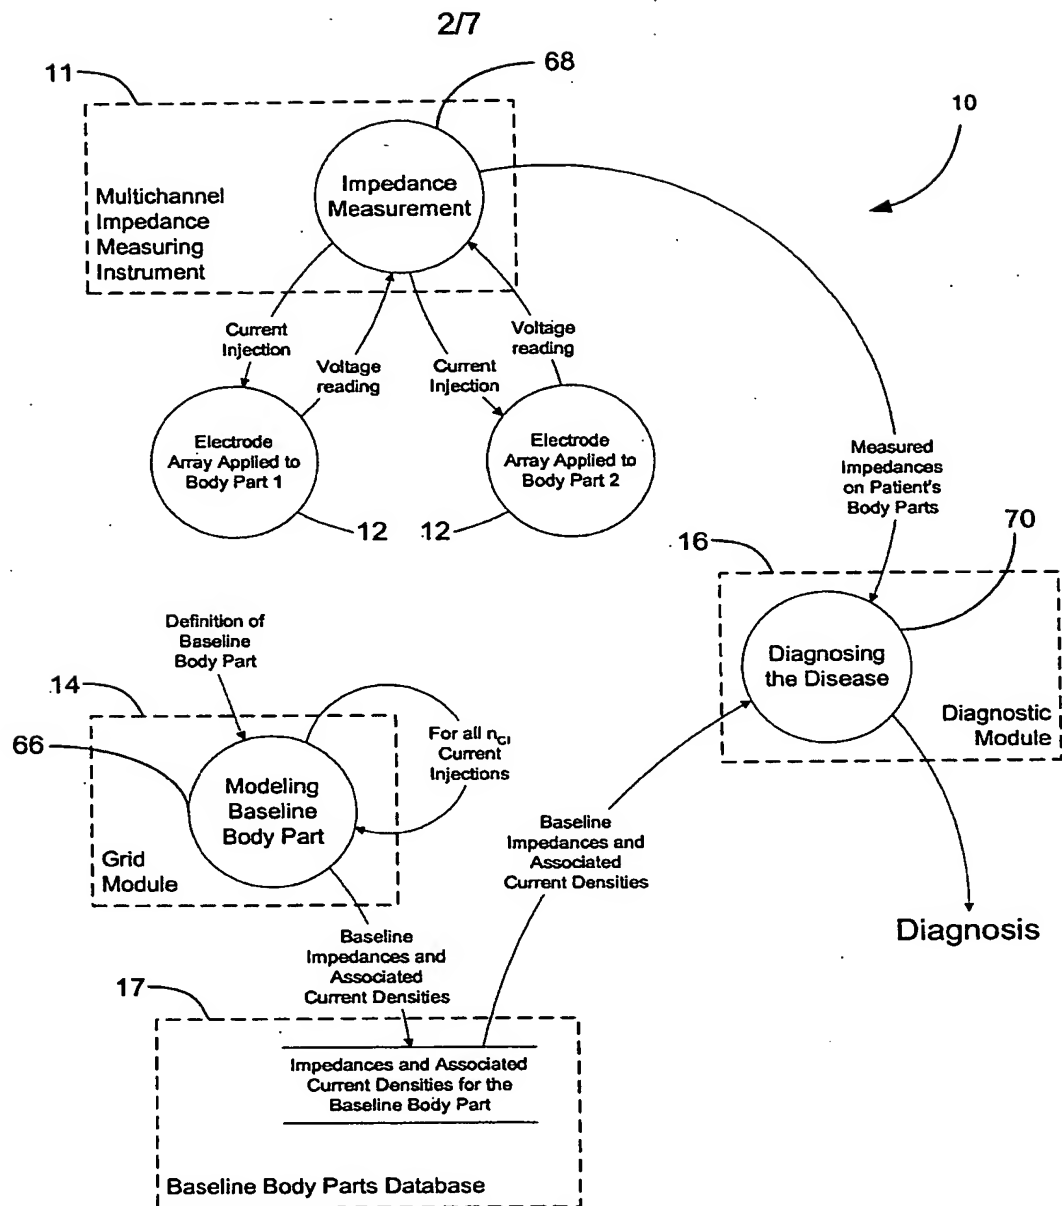 2/7
11
68
10
Impedance
Measurement
Multichannel
Impedance
Measuring
Instrument
Current
Injection
Voltage
reading
Current
Injection
Voltage
reading
Electrode
Array Applied to
Body Part 1
Electrode
Array Applied to
Body Part 2
12
12
Measured
Impedances
on Patient's
Body Parts
16
70
Diagnosing
the Disease
Diagnostic
Module
Definition of
Baseline
Body Part
14
66
For all nCI
Current
Injections
Modeling
Baseline
Body Part
Grid
Module
Baseline
Impedances and
Associated
Current Densities
Baseline
Impedances and
Associated
Current Densities
Diagnosis
17
Impedances and Associated
Current Densities for the
Baseline Body Part
Baseline Body Parts Database